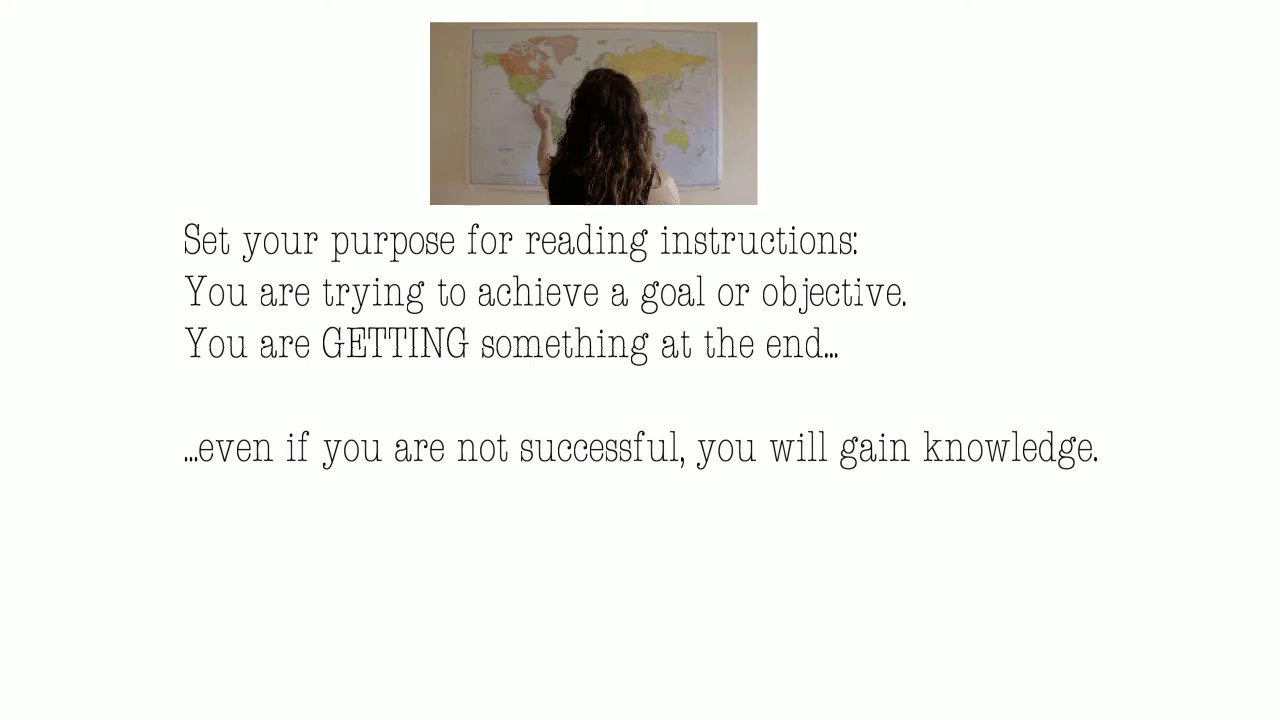 Set your purpose for reading instructions:
You are trying to achieve a goal or objective.
You are GETTING something at the end...
...even if you are not successful, you will gain knowledge.